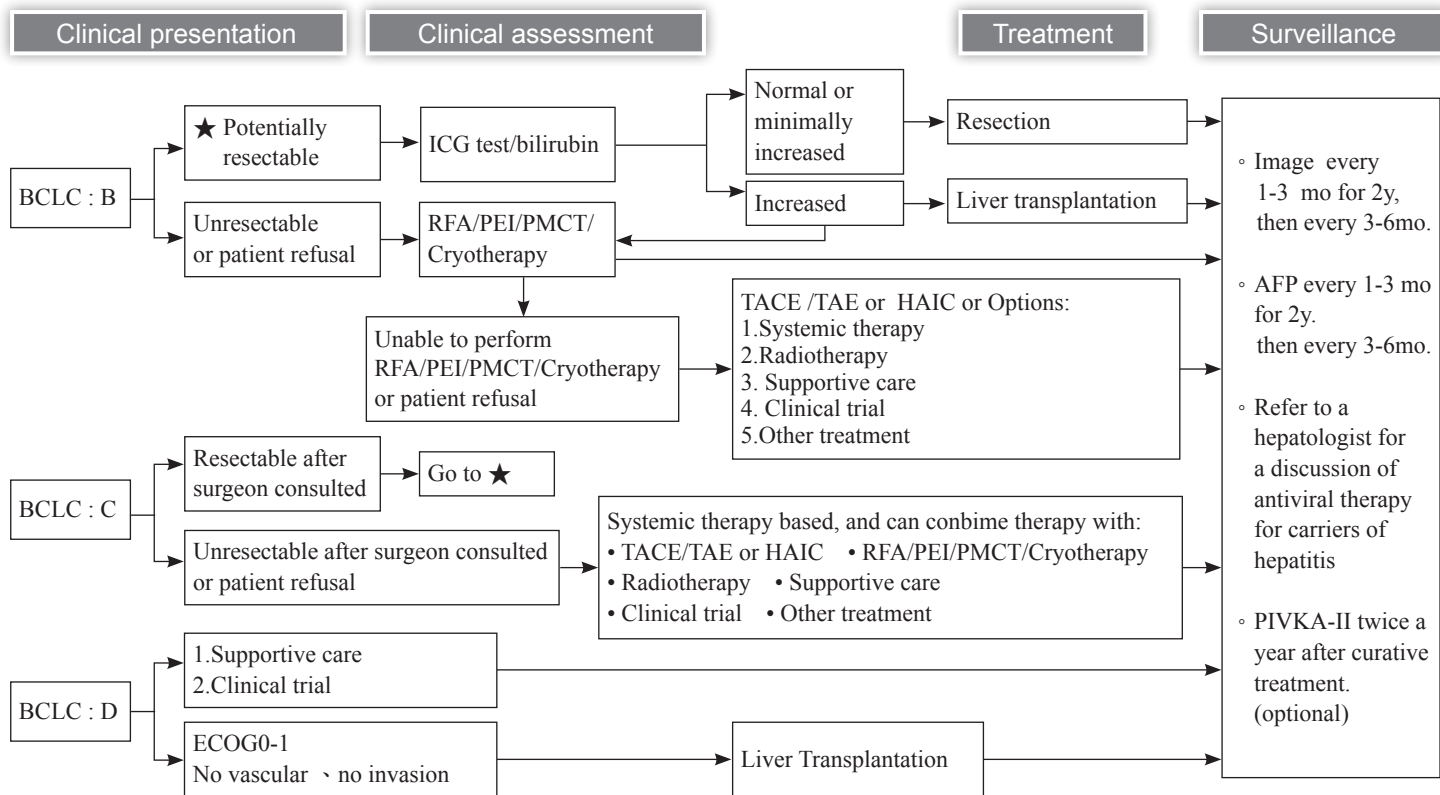 Clinical presentation
Clinical assessment
Treatment
Surveillance
BCLC : B
★ Potentially
resectable
ICG test/bilirubin
Normal or
minimally
increased
Resection
Increased
Liver transplantation
Unresectable
or patient refusal
RFA/PEI/PMCT/
Cryotherapy
Unable to perform
RFA/PEI/PMCT/Cryotherapy
or patient refusal
TACE /TAE or HAIC or Options:
1.Systemic therapy
2.Radiotherapy
3. Supportive care
4. Clinical trial
5.Other treatment
BCLC : C
Resectable after
surgeon consulted
Go to ★
Unresectable after surgeon consulted
or patient refusal
Systemic therapy based, and can conbime therapy with:
• TACE/TAE or HAIC • RFA/PEI/PMCT/Cryotherapy
• Radiotherapy • Supportive care
• Clinical trial • Other treatment
BCLC : D
1.Supportive care
2.Clinical trial
ECOG0-1
No vascular 、no invasion
Liver Transplantation
◦ Image every
1-3 mo for 2y,
then every 3-6mo.
◦ AFP every 1-3 mo
for 2y.
then every 3-6mo.
◦ Refer to a
hepatologist for
a discussion of
antiviral therapy
for carriers of
hepatitis
◦ PIVKA-II twice a
year after curative
treatment.
(optional)